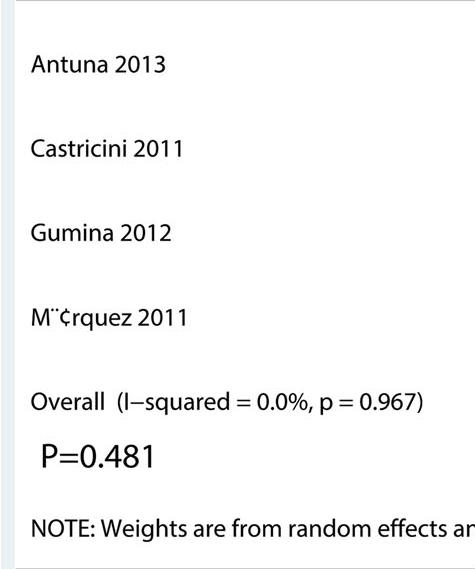 Antuna 2013
Castricini 2011
Gumina 2012
M¨¢rquez 2011
Overall (I−squared = 0.0%, p = 0.967)
P=0.481
NOTE: Weights are from random effects